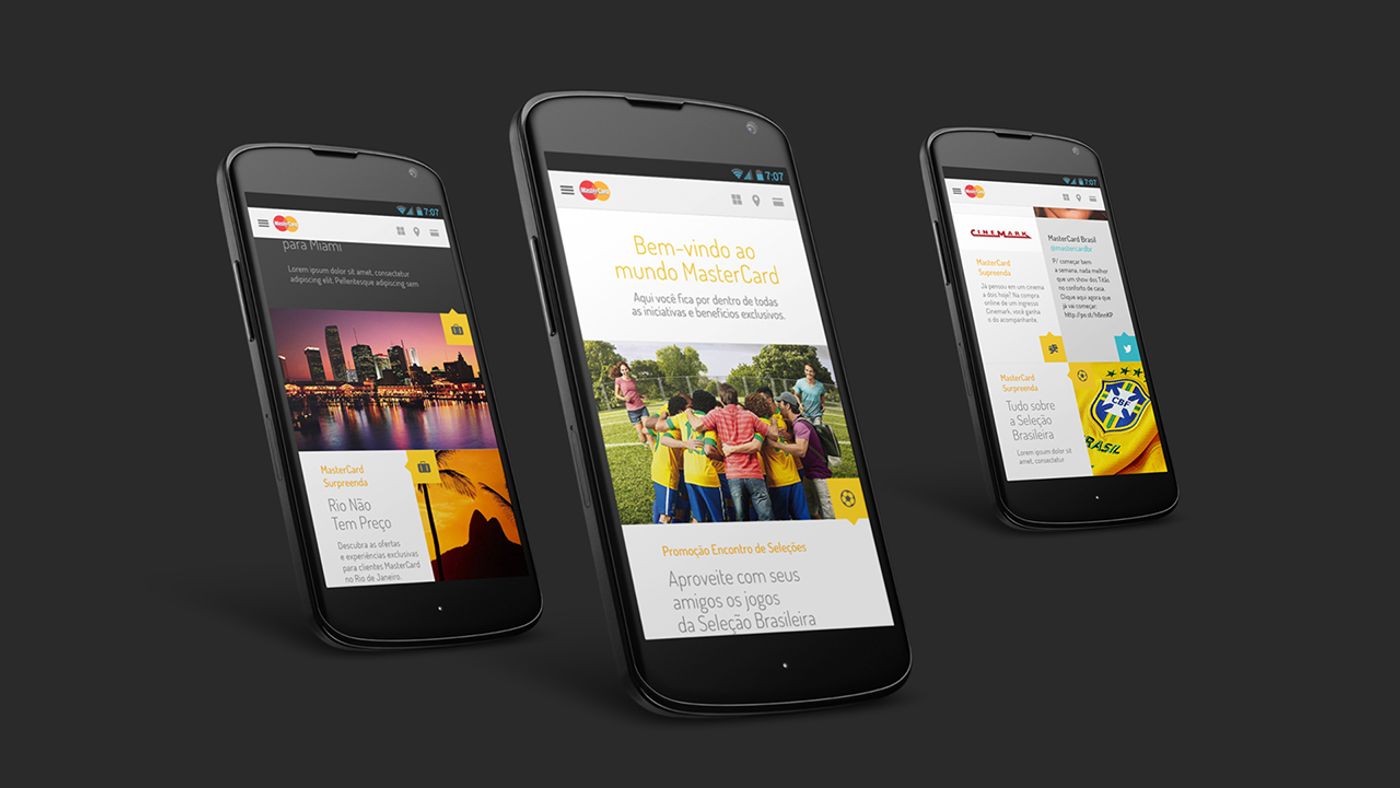 7:07
MasterCard
para Miami
Lorem ipsum dolor sit amet, consectetur
adipiscing elit. Pellentesque adipiscing sem
MasterCard
Surpreenda
Rio Não
Tem Preço
Descubra as ofertas
e experiências exclusivas
para clientes MasterCard
no Rio de Janeiro.
7:07
MasterCard
Bem-vindo ao
mundo MasterCard
Aqui você fica por dentro de todas
as iniciativas e benefícios exclusivos.
Promoção Encontro de Seleções
Aproveite com seus
amigos os jogos
da Seleção Brasileira
7:07
MasterCard
CINEMARK
MasterCard
Supreenda
Já pensou em um cinema
a dois hoje? Na compra
online de um ingresso
Cinemark, você ganha
o do acompanhante.
MasterCard Brasil
@mastercardbr
P/ começar bem
a semana, nada melhor
que um show dos Titãs
no conforto de casa.
Clique aqui agora que
já vai começar:
MasterCard
Surpreenda
Tudo sobre
a Seleção
Brasileira
Lorem ipsum dolor sit
amet, consectetur
CBF
BRASIL